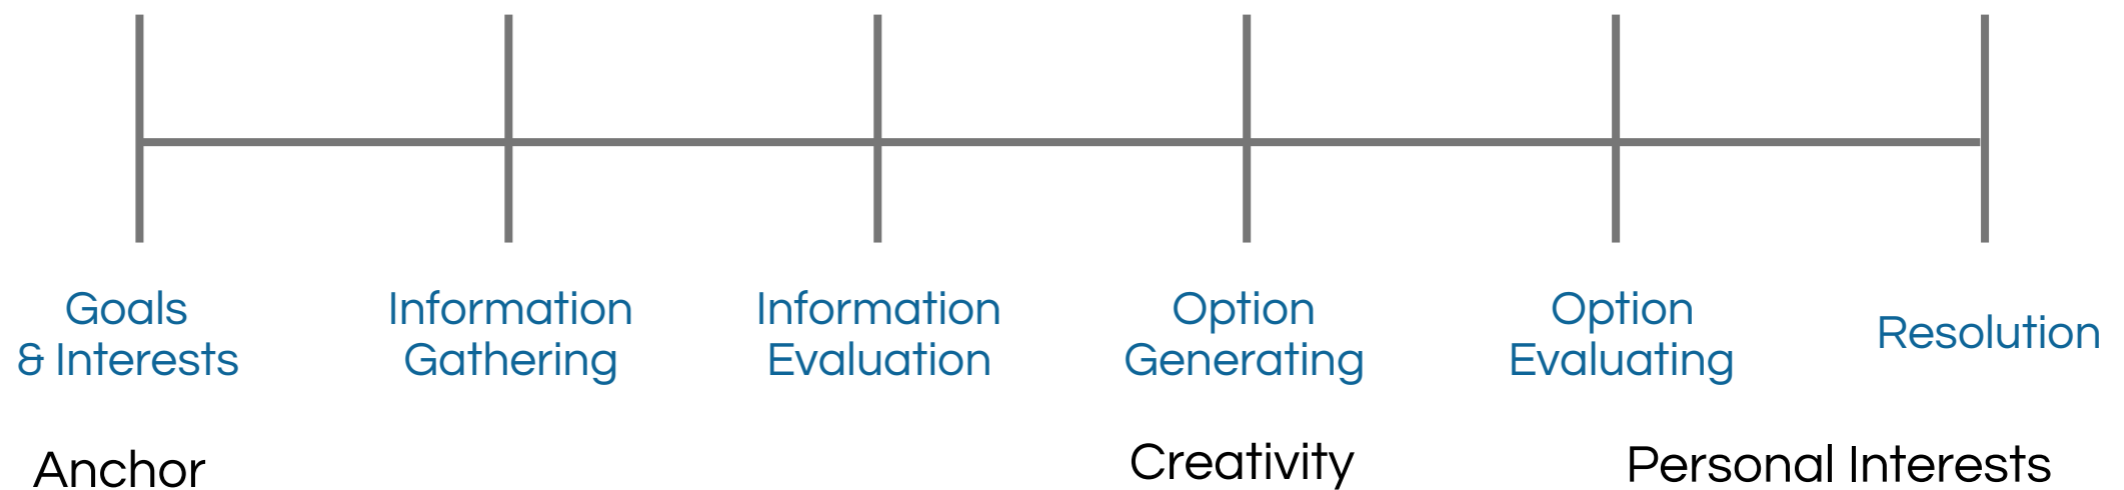 Goals
& Interests
Information
Gathering
Information
Evaluation
Option
Generating
Option
Evaluating
Resolution
Anchor
Creativity
Personal Interests